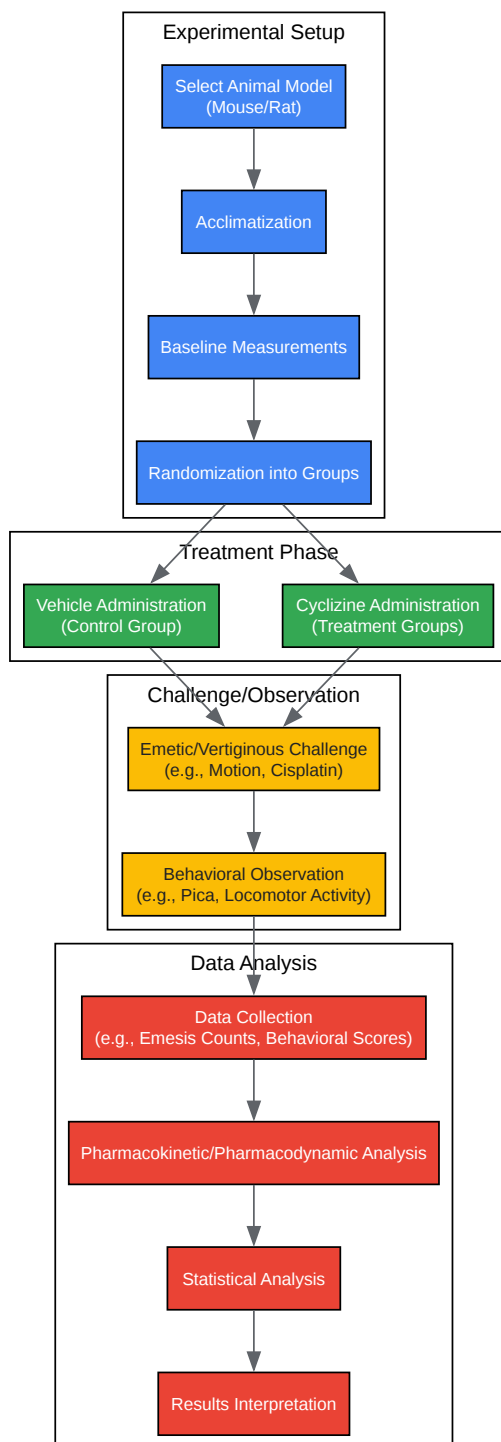 Experimental Setup
Select Animal Model
(Mouse/Rat)
Acclimatization
Baseline Measurements
Randomization into Groups
Treatment Phase
Vehicle Administration
(Control Group)
Cyclizine Administration
(Treatment Groups)
Challenge/Observation
Emetic/Vertiginous Challenge
(e.g., Motion, Cisplatin)
Behavioral Observation
(e.g., Pica, Locomotor Activity)
Data Analysis
Data Collection
(e.g., Emesis Counts, Behavioral Scores)
Pharmacokinetic/Pharmacodynamic Analysis
Statistical Analysis
Results Interpretation